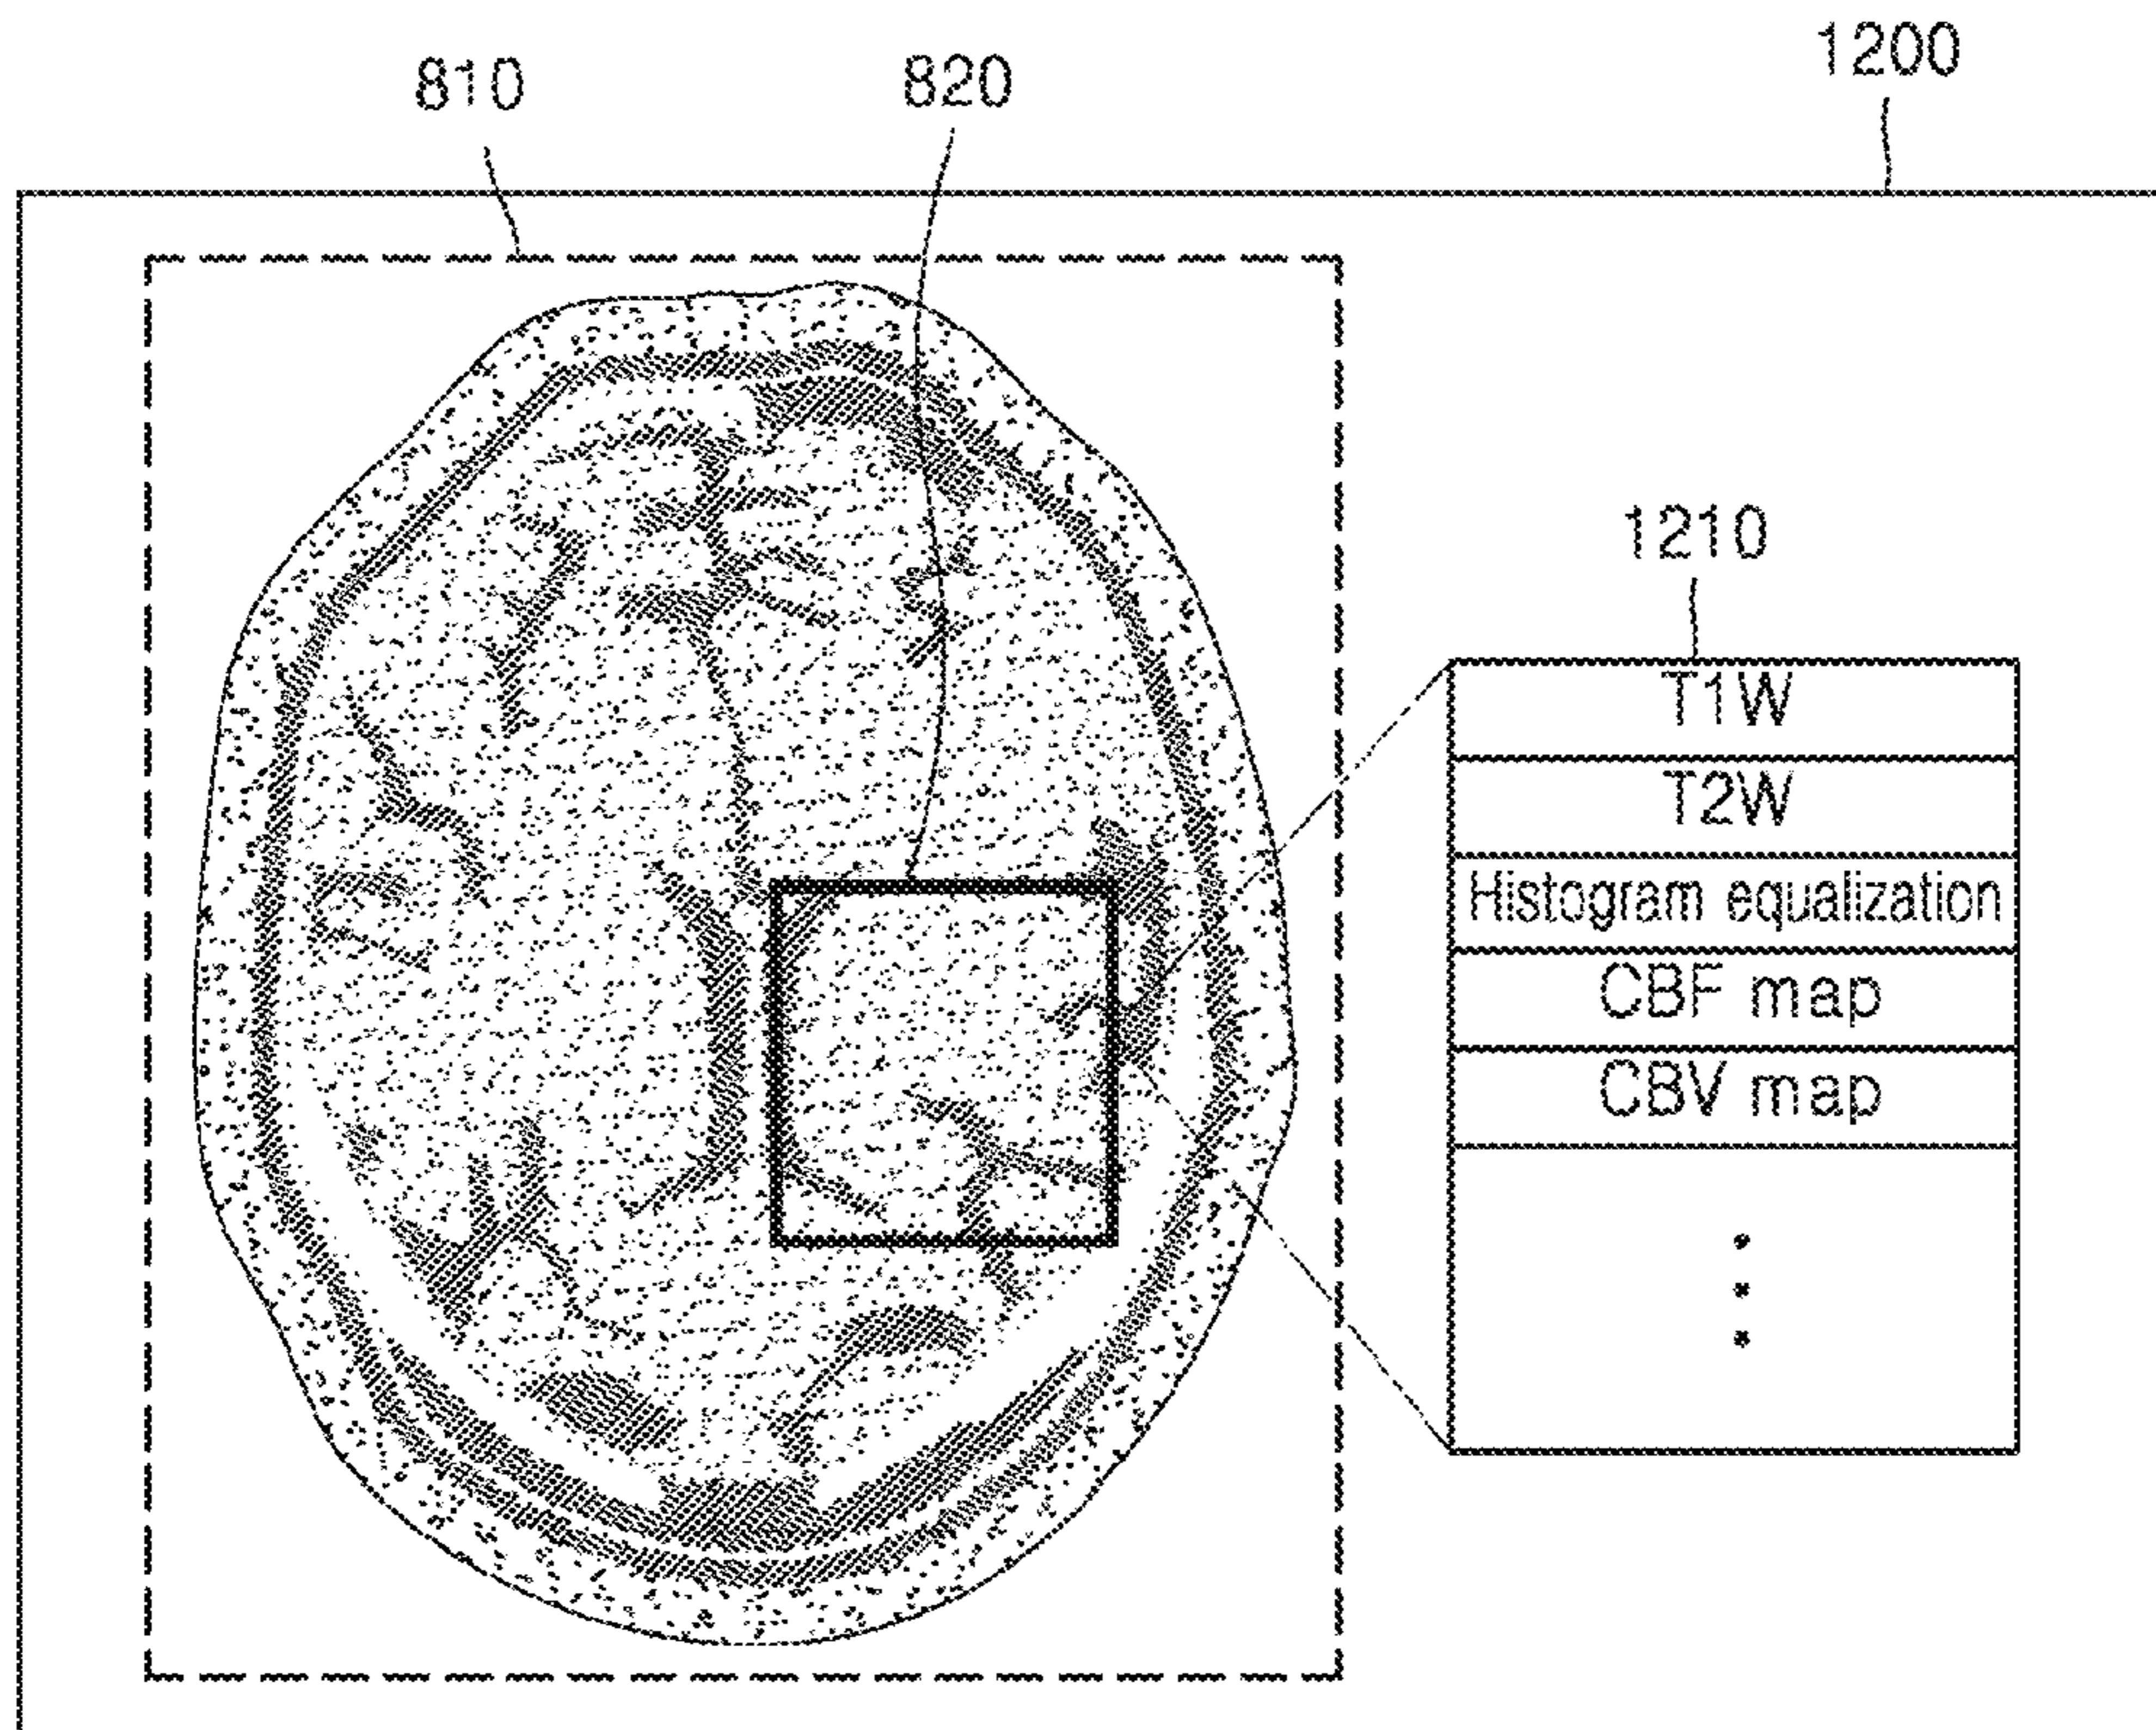 810
820
1200
1210
T1W
T2W
Histogram equalization
CBF map
CBV map